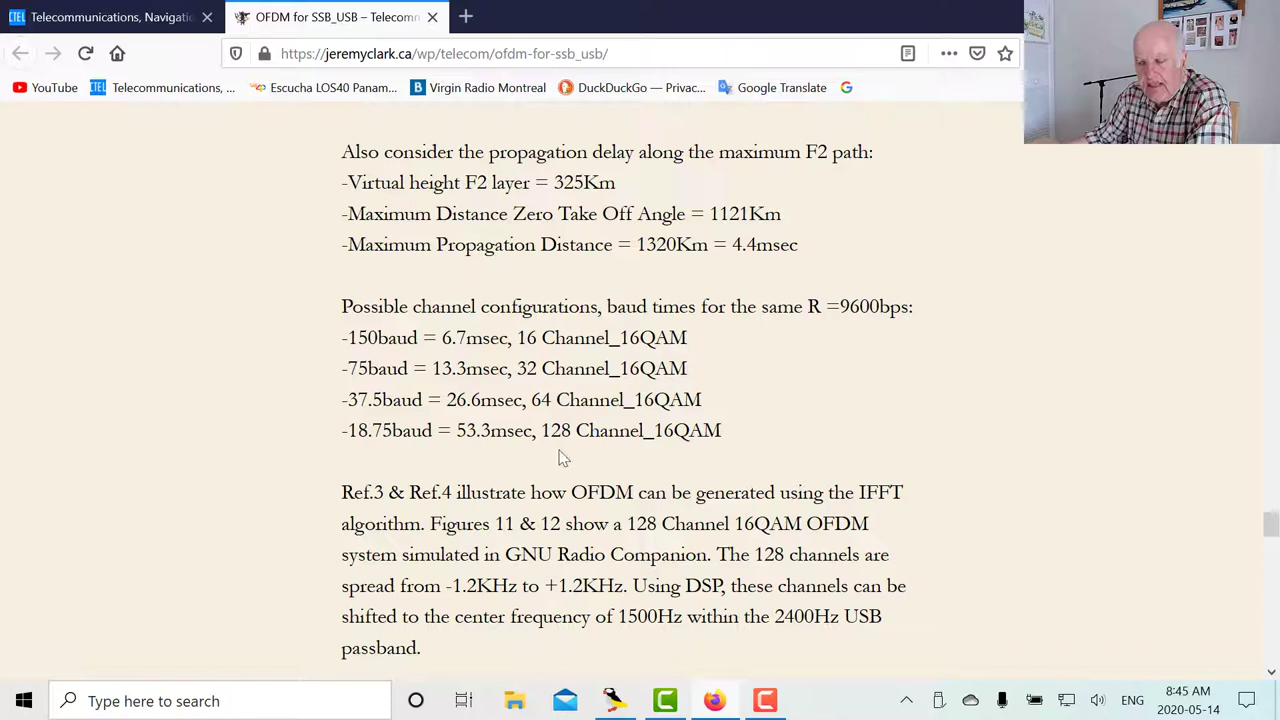 Telecommunications, Navigatio
OFDM for SSB_USB – Telecomm
https://jeremyclark.ca/wp/telecom/ofdm-for-ssb_usb/
YouTube
Telecommunications, ...
Escucha LOS40 Panam...
Virgin Radio Montreal
DuckDuckGo — Privac...
Google Translate
Also consider the propagation delay along the maximum F2 path:
-Virtual height F2 layer = 325Km
-Maximum Distance Zero Take Off Angle = 1121Km
-Maximum Propagation Distance = 1320Km = 4.4msec
Possible channel configurations, baud times for the same R =9600bps:
-150baud = 6.7msec, 16 Channel_16QAM
-75baud = 13.3msec, 32 Channel_16QAM
-37.5baud = 26.6msec, 64 Channel_16QAM
-18.75baud = 53.3msec, 128 Channel_16QAM
Ref.3 & Ref.4 illustrate how OFDM can be generated using the IFFT
algorithm. Figures 11 & 12 show a 128 Channel 16QAM OFDM
system simulated in GNU Radio Companion. The 128 channels are
spread from -1.2KHz to +1.2KHz. Using DSP, these channels can be
shifted to the center frequency of 1500Hz within the 2400Hz USB
passband.
Type here to search
ENG
8:45 AM
2020-05-14